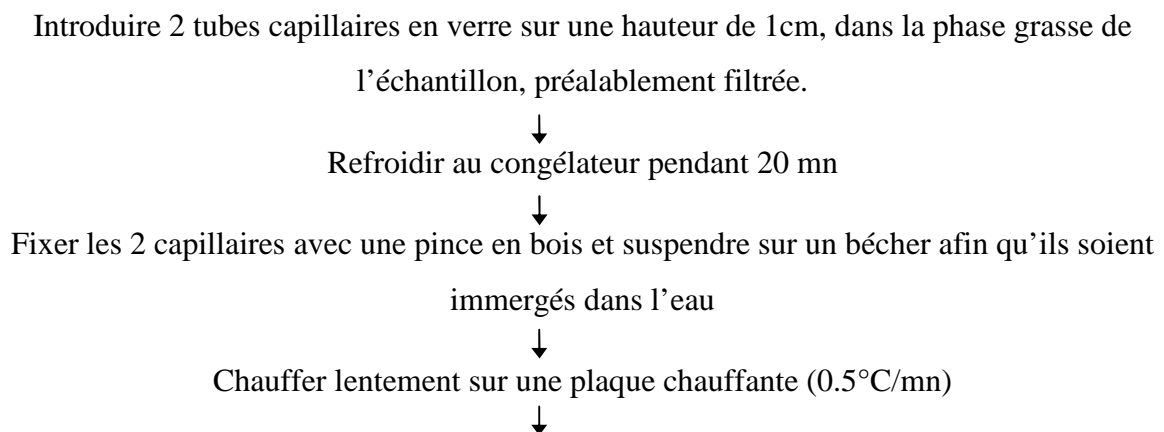 Introduire 2 tubes capillaires en verre sur une hauteur de 1cm, dans la phase grasse de
l’échantillon, préalablement filtrée.
Refroidir au congélateur pendant 20 mn
Fixer les 2 capillaires avec une pince en bois et suspendre sur un bécher afin qu’ils soient
immergés dans l’eau
Chauffer lentement sur une plaque chauffante (0.5°C/mn)